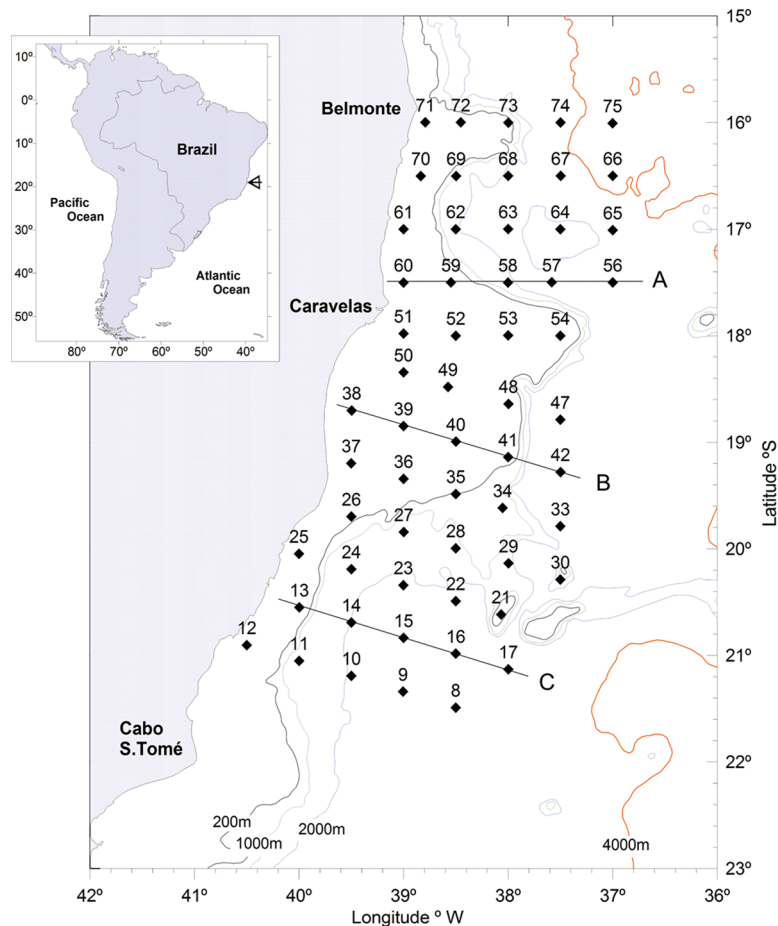 15º
10º
0º
10º
20º
30º
40º
50º
80º 70º 60º 50º 40º
Brazil
Pacific
Ocean
Atlantic
Ocean
Belmonte
71 72 73 74 75
16º
70 69 68 67 66
61 62 63 64 65
17º
60 59 58 57 56
A
Caravelas
51 52 53 54
18º
50 49
38 39 48 47
40 41 42
19º
B
37 36 35 34
26 27 33
25 24 28 29
20º
23 22 21 30
13 14 15 16 17
12 11 10 9 8
21º
C
Cabo
S.Tomé
22º
200m
1000m
2000m
4000m
23º
42º 41º 40º 39º 38º 37º 36º
Longitude º W
Latitude ºS